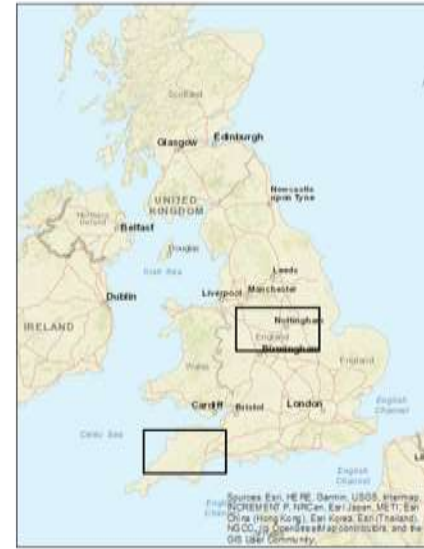 Scotland
Glasgow
Edinburgh
UNITED
KINGDOM
Newcastle
upon Tyne
Northern
Ireland
Belfast
Douglas
Irish Sea
Leeds
Liverpool
Manchester
Dublin
IRELAND
Nottingham
England
Birmingham
Wales
England
Cardiff
Bristol
London
English
Channel
Celtic Sea
English
Channel
Sources: Esri, HERE, Garmin, USGS, Intermap,
INCREMENT P, NRCan, Esri Japan, METI, Esri
China (Hong Kong), Esri Korea, Esri (Thailand),
NGCC, (c) OpenStreetMap contributors, and the
GIS User Community